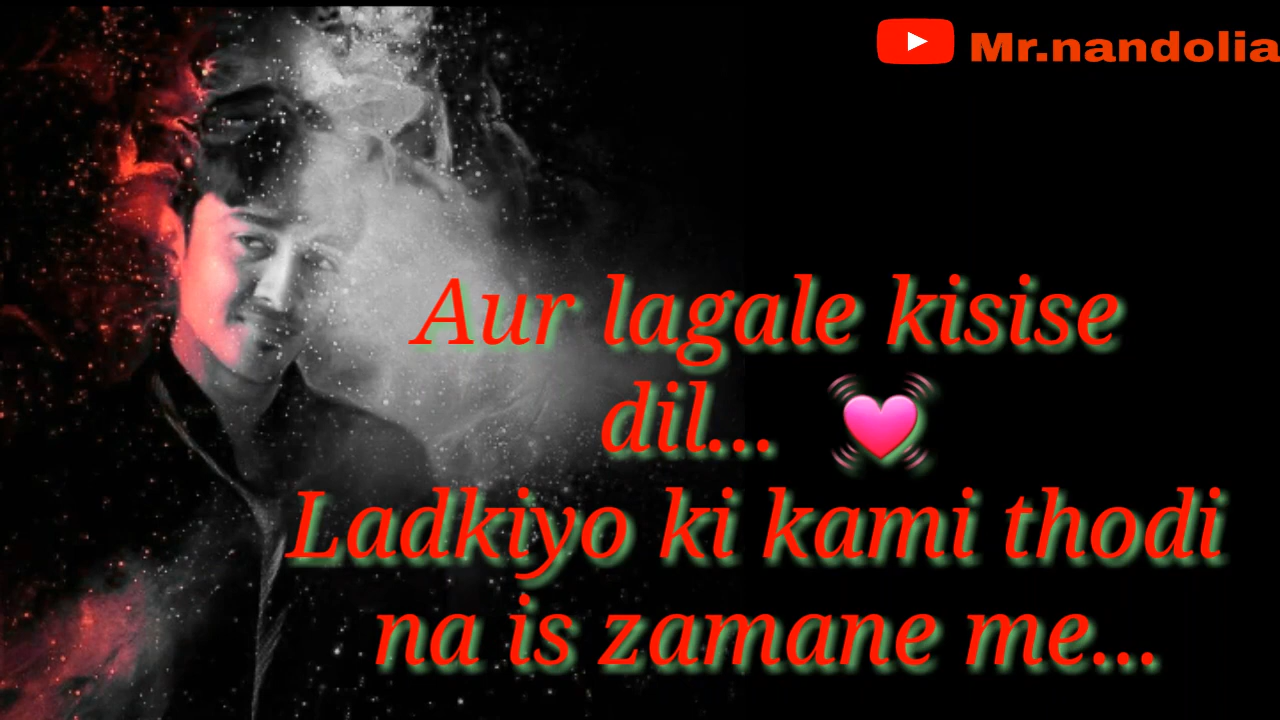 Mr.nandolia
Aur lagale kisise
dil... 💓
Ladkiyo ki kami thodi
na is zamane me...